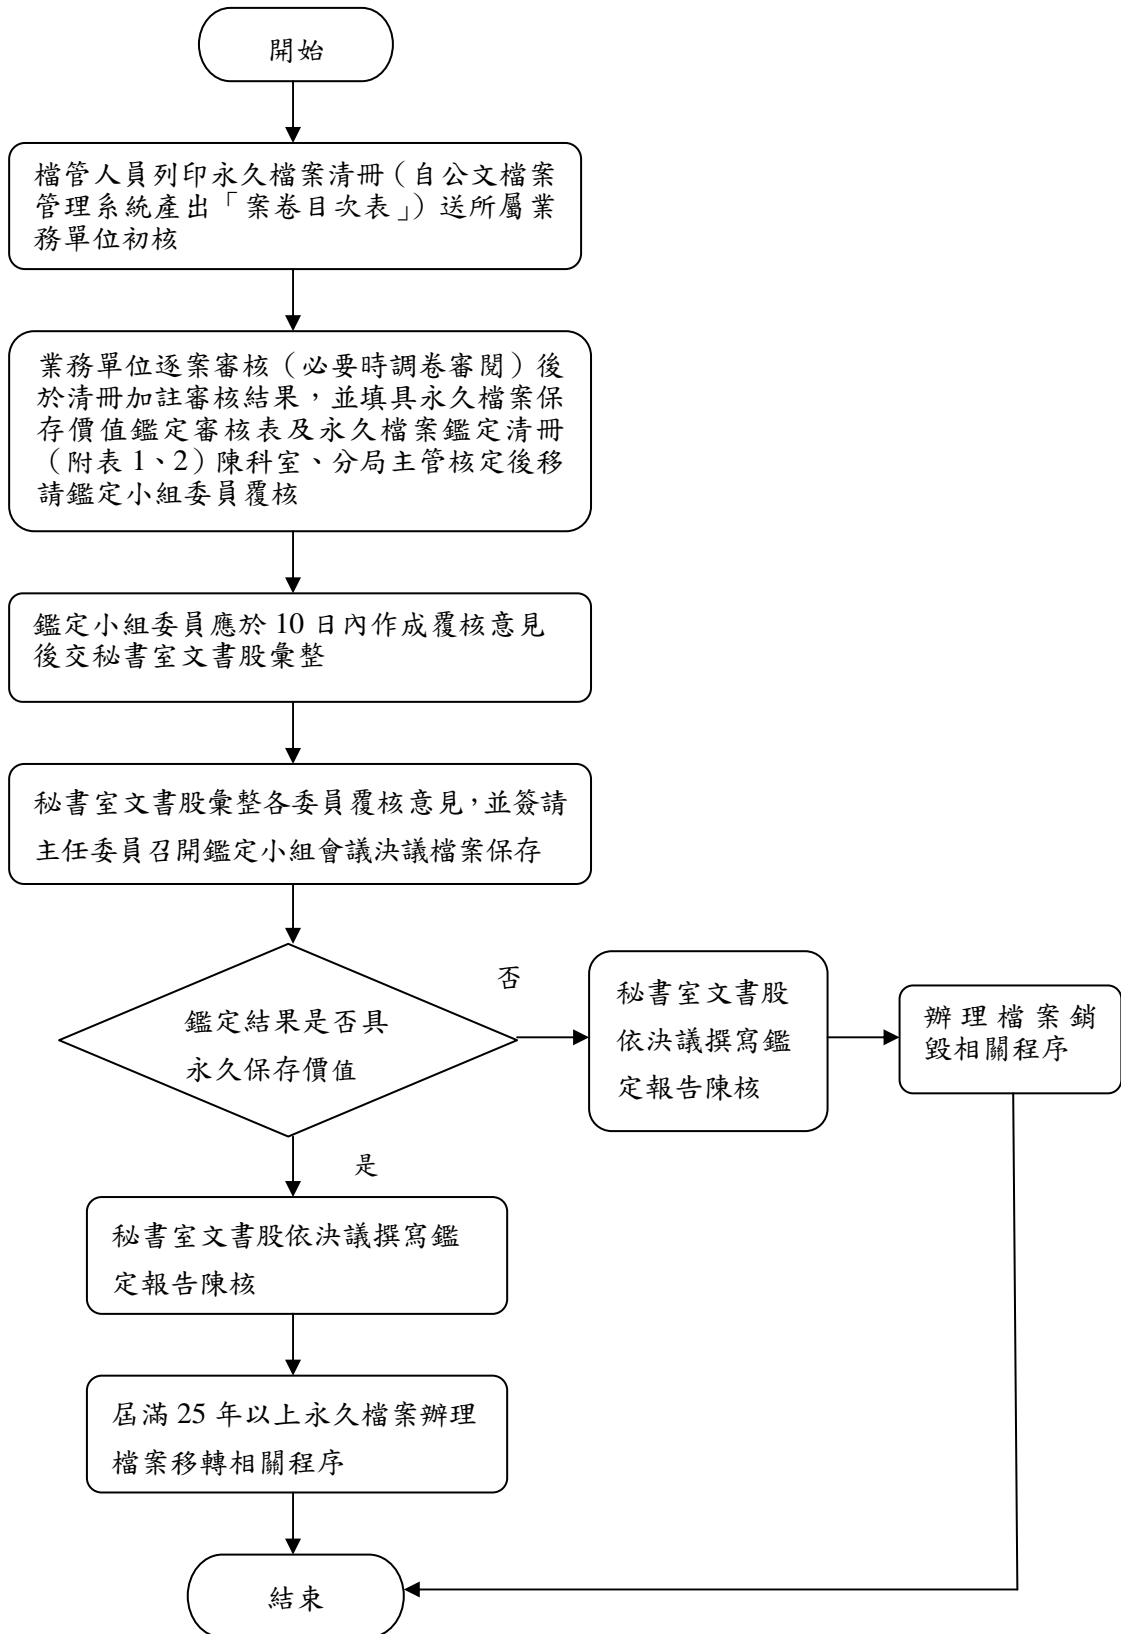 開始
檔管人員列印永久檔案清冊（自公文檔案
管理系統產出「案卷目次表」）送所屬業
務單位初核
業務單位逐案審核（必要時調卷審閱）後
於清冊加註審核結果，並填具永久檔案保
存價值鑑定審核表及永久檔案鑑定清冊
（附表 1、2）陳科室、分局主管核定後移
請鑑定小組委員覆核
鑑定小組委員應於 10 日內作成覆核意見
後交秘書室文書股彙整
秘書室文書股彙整各委員覆核意見，並簽請
主任委員召開鑑定小組會議決議檔案保存
鑑定結果是否具
永久保存價值
否
秘書室文書股
依決議撰寫鑑
定報告陳核
辦理檔案銷
毀相關程序
是
秘書室文書股依決議撰寫鑑
定報告陳核
屆滿 25 年以上永久檔案辦理
檔案移轉相關程序
結束